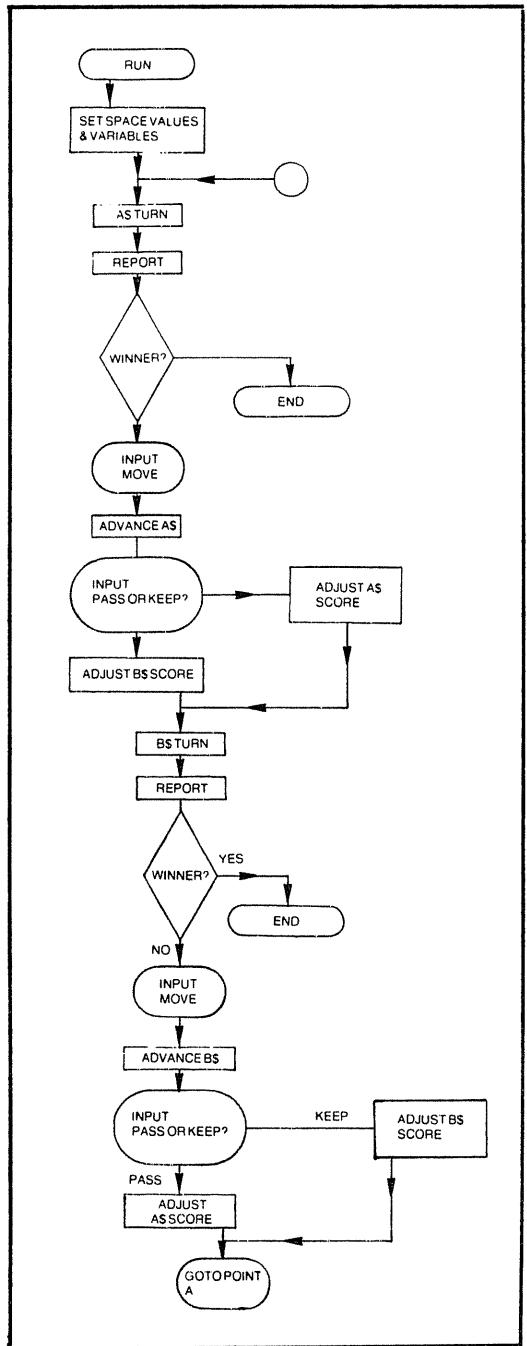 RUN
SET SPACE VALUES
& VARIABLES
A$ TURN
REPORT
WINNER?
END
INPUT
MOVE
ADVANCE A$
INPUT
PASS OR KEEP?
ADJUST A$
SCORE
ADJUST B$ SCORE
B$ TURN
REPORT
WINNER?
YES
END
NO
INPUT
MOVE
ADVANCE B$
INPUT
PASS OR KEEP?
KEEP
ADJUST B$
SCORE
PASS
ADJUST
A$ SCORE
GOTO POINT
A